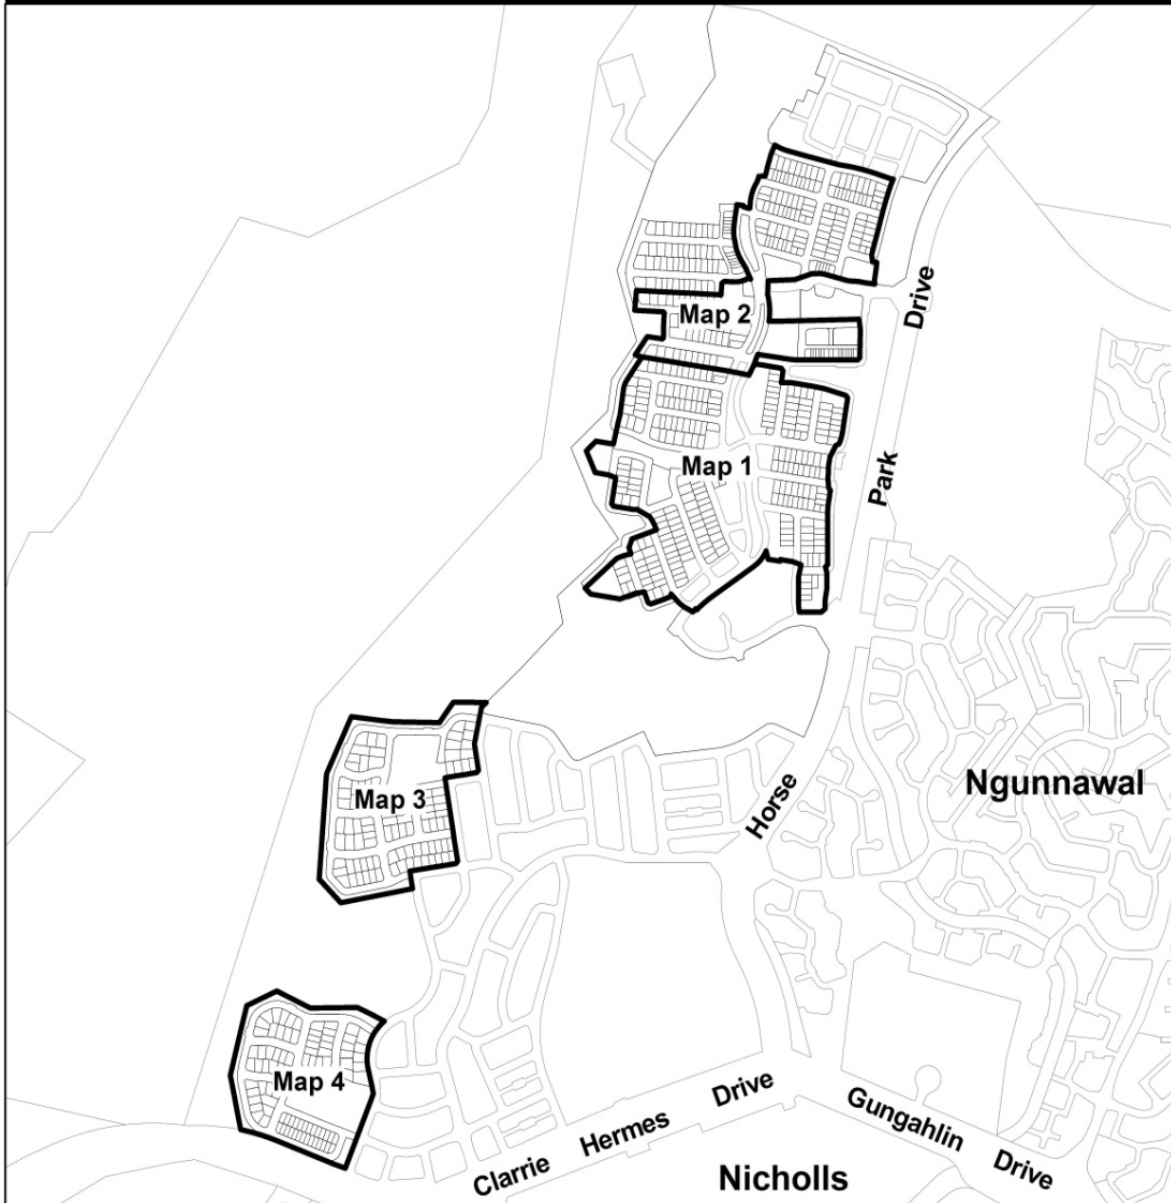 Map 2
Horse Park Drive
Map 1
Map 3
Ngunnawal
Map 4
Clarrie Hermes Drive
Gungahlin Drive
Nicholls